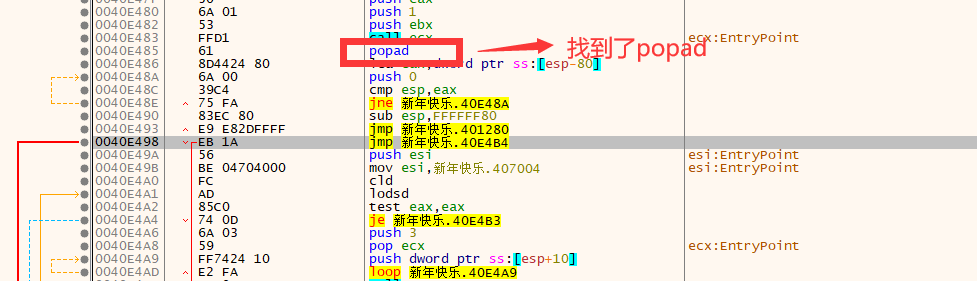 push eax
0040E480 6A 01 push 1
0040E482 53 push ebx
0040E483 FFD1 call ecx ecx:EntryPoint
0040E485 61 popad 找到了popad
0040E486 8D4424 80 lea eax,dword ptr ss:[esp-80]
0040E48A 6A 00 push 0
0040E48C 39C4 cmp esp,eax
0040E48E 75 FA jne 新年快乐.40E48A
0040E490 83EC 80 sub esp,FFFFFF80
0040E493 E9 E82DFFFF jmp 新年快乐.401280
0040E498 EB 1A jmp 新年快乐.40E4B4
0040E49A 56 push esi esi:EntryPoint
0040E49B BE 04704000 mov esi,新年快乐.407004 esi:EntryPoint
0040E4A0 FC cld
0040E4A1 AD lodsd
0040E4A2 85C0 test eax,eax
0040E4A4 74 0D je 新年快乐.40E4B3
0040E4A6 6A 03 push 3
0040E4A8 59 pop ecx ecx:EntryPoint
0040E4A9 FF7424 10 push dword ptr ss:[esp+10]
0040E4AD E2 FA loop 新年快乐.40E4A9